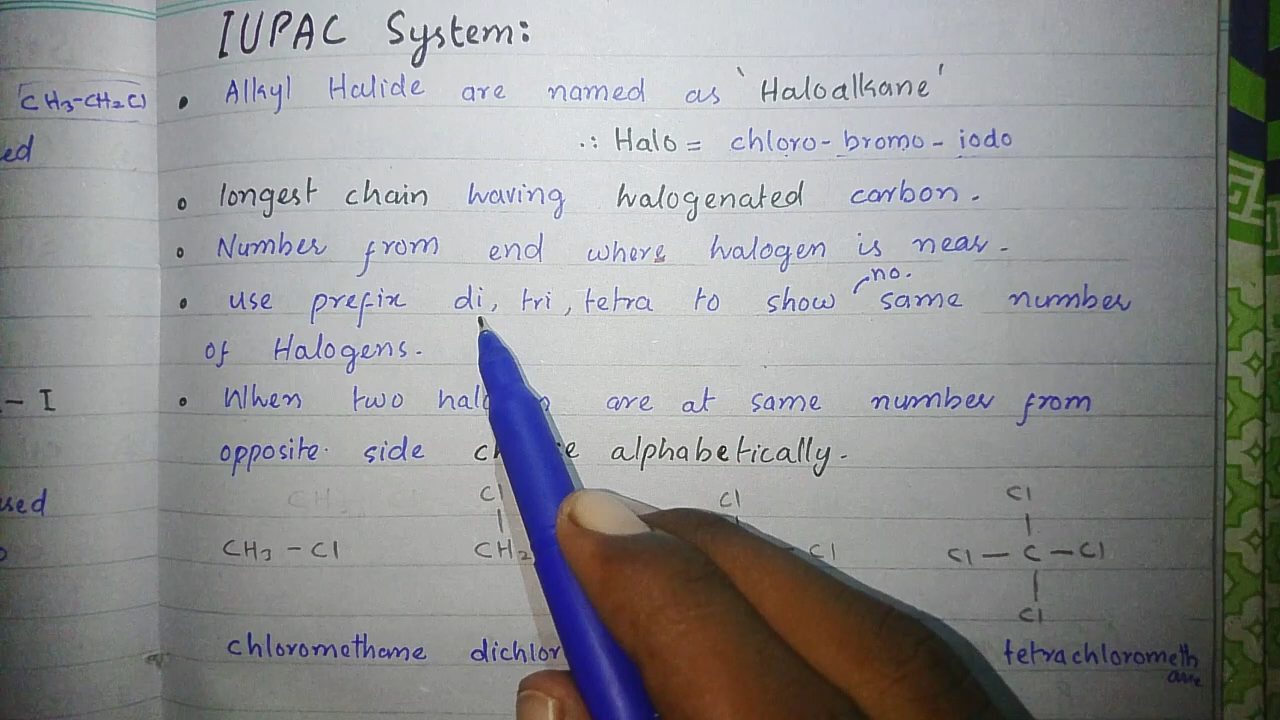 IUPAC System:
CH3-CH2Cl
• Alkyl Halide are named as `Haloalkane'
∴ Halo = chloro - bromo - iodo
ed
• longest chain having halogenated carbon.
• Number from end where halogen is near.
no.
• use prefix di, tri, tetra to show same number
of Halogens.
- I
• When two are at same number from
opposite side alphabetically.
used
Cl Cl Cl
CH3 - Cl CH2 - Cl Cl - C - Cl
Cl
chloromethane dichlor tetrachlorometh
ane